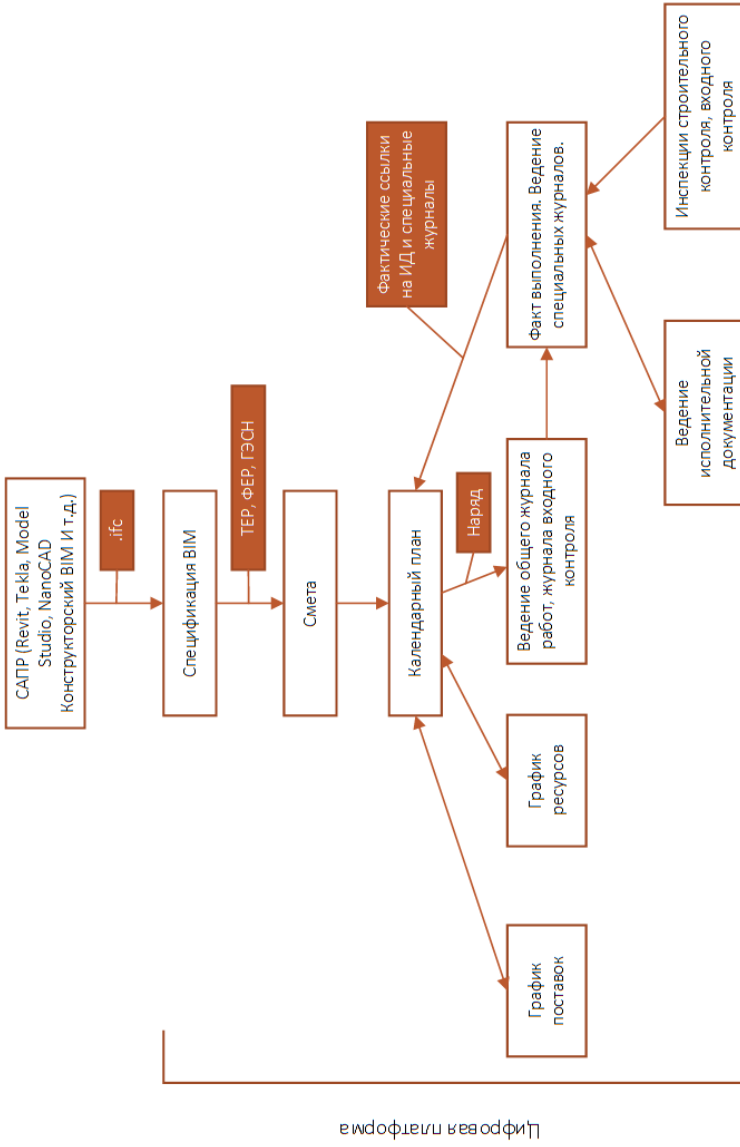 САПР (Revit, Tekla, Model
Studio, NanoCAD
Конструкторский BIM И т.д.)
.ifc
Спецификация BIM
ТЕР, ФЕР, ГЭСН
Смета
Календарный план
Фактические ссылки
на ИД и специальные
журналы
Наряд
График
поставок
График
ресурсов
Ведение общего журнала
работ, журнала входного
контроля
Факт выполнения. Ведение
специальных журналов.
Ведение
исполнительной
документации
Инспекции строительного
контроля, входного
контроля
Цифровая платформа